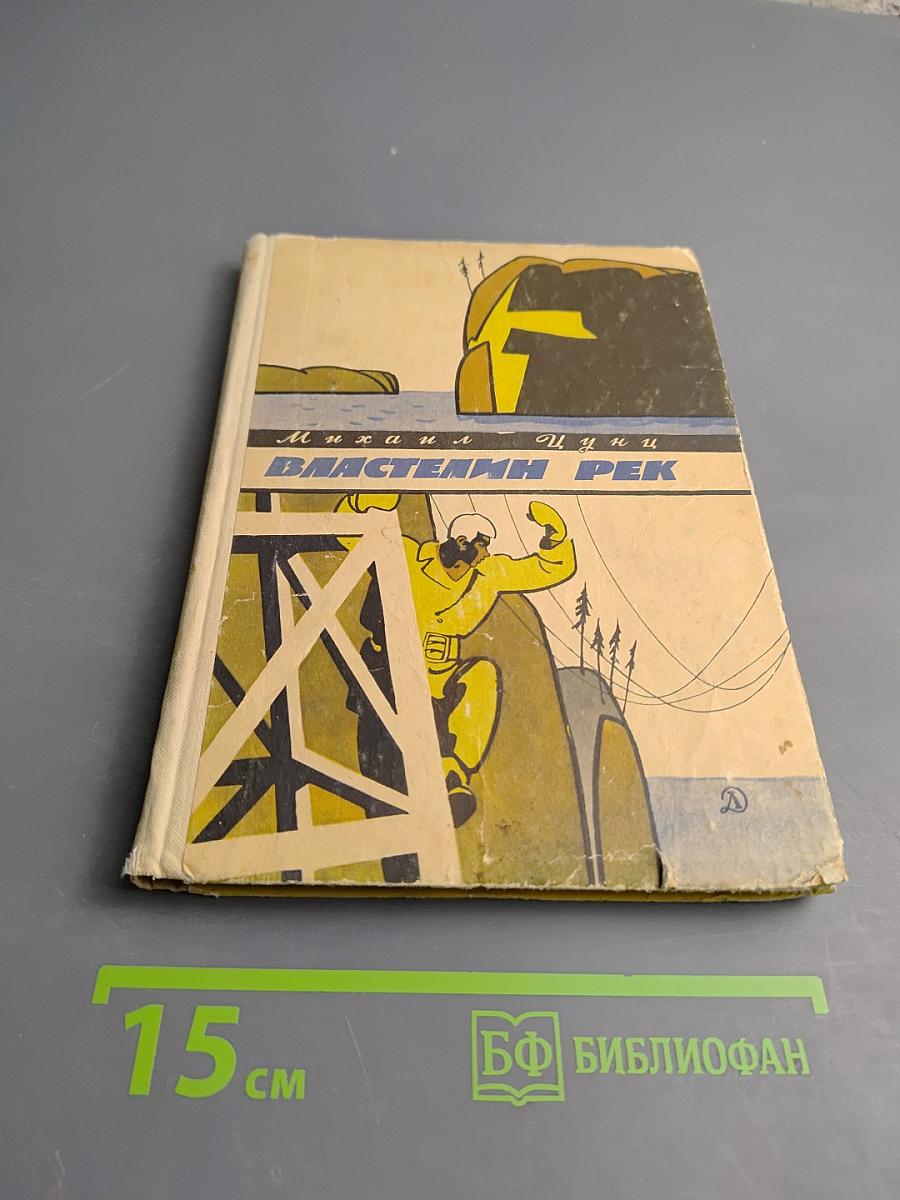 Михаил Цунц
ВЛАСТЕЛИН РЕК
Д
15 см
БФ БИБЛИОФАН